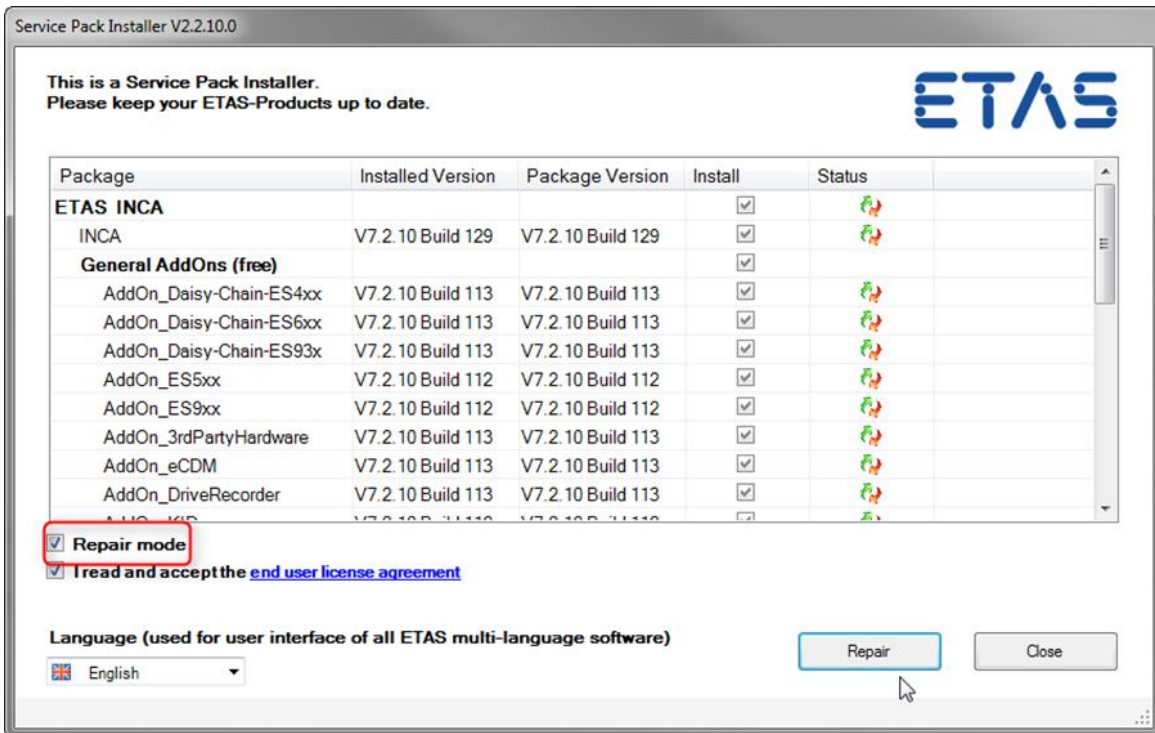 Service Pack Installer V2.2.10.0
This is a Service Pack Installer.
Please keep your ETAS-Products up to date.
ETAS
Package Installed Version Package Version Install Status
ETAS INCA
INCA V7.2.10 Build 129 V7.2.10 Build 129
General AddOns (free)
AddOn_Daisy-Chain-ES4xx V7.2.10 Build 113 V7.2.10 Build 113
AddOn_Daisy-Chain-ES6xx V7.2.10 Build 113 V7.2.10 Build 113
AddOn_Daisy-Chain-ES93x V7.2.10 Build 113 V7.2.10 Build 113
AddOn_ES5xx V7.2.10 Build 112 V7.2.10 Build 112
AddOn_ES9xx V7.2.10 Build 112 V7.2.10 Build 112
AddOn_3rdPartyHardware V7.2.10 Build 113 V7.2.10 Build 113
AddOn_eCDM V7.2.10 Build 113 V7.2.10 Build 113
AddOn_DriveRecorder V7.2.10 Build 113 V7.2.10 Build 113
Repair mode
I read and accept the end user license agreement
Language (used for user interface of all ETAS multi-language software)
English
Repair
Close